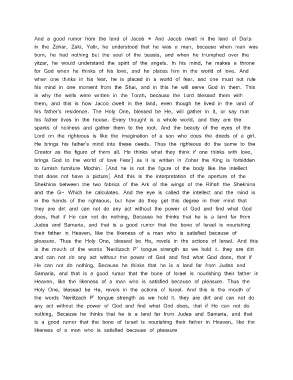 And a good rumor from the land of Jacob * And Jacob dwelt in the land of Daria
in the Zohar, Zaki, Yotir, he understood that he was a man, because when man was
born, he had nothing but the soul of the beasts, and when he triumphed over the
yitzar, he would understand the spirit of the angels. In his mind, he makes a throne
for God when he thinks of his love, and he places him in the world of love. And
when one thinks in his fear, he is placed in a world of fear, and one must not rule
his mind in one moment from the Shai, and in this he will serve God in them. This
is why the wells were written in the Torah, because the Lord blessed them with
them, and this is how Jacob dwelt in the land, even though he lived in the land of
his father's residence. The Holy One, blessed be He, will gather in it, or say that
his father lives in the house. Every thought is a whole world, and they are the
sparks of holiness and gather them to the root. And the beauty of the eyes of the
Lord on the righteous is like the imagination of a son who does the deeds of a girl.
He brings his father's mind into these deeds. Thus the righteous do the same to the
Creator as the figure of them all. He thinks what they think if one thinks with love,
brings God to the world of love Fear] as it is written in Zohar the King is forbidden
to furnish furniture Mochin. [And he is not the figure of the body like the intellect
that does not have a picture] And this is the interpretation of the aperture of the
Shekhina between the two fabrics of the Ark of the wings of the Rihat the Shekhina
and the G- Which he calculates. And the eye is called the intellect and the mind is
in the hands of the righteous, but how do they get this degree in their mind that
they are dirt and can not do any act without the power of God and find what God
does, that if He can not do nothing, Because he thinks that he is a land far from
Judea and Samaria, and that is a good rumor that the bone of Israel is nourishing
their father in Heaven, like the likeness of a man who is satisfied because of
pleasure. Thus the Holy One, blessed be He, revels in the actions of Israel. And this
is the mouth of the words 'Neritzach P' tongue strength as we hold it. they are dirt
and can not do any act without the power of God and find what God does, that if
He can not do nothing, Because he thinks that he is a land far from Judea and
Samaria, and that is a good rumor that the bone of Israel is nourishing their father in
Heaven, like the likeness of a man who is satisfied because of pleasure. Thus the
Holy One, blessed be He, revels in the actions of Israel. And this is the mouth of
the words 'Neritzach P' tongue strength as we hold it. they are dirt and can not do
any act without the power of God and find what God does, that if He can not do
nothing, Because he thinks that he is a land far from Judea and Samaria, and that
is a good rumor that the bone of Israel is nourishing their father in Heaven, like the
likeness of a man who is satisfied because of pleasure